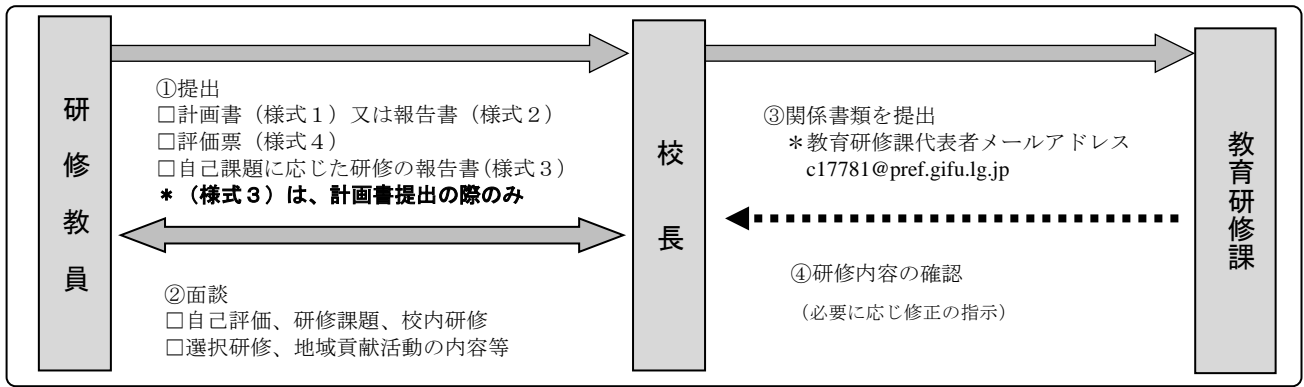 研修教員
①提出
□計画書（様式１）又は報告書（様式２）
□評価票（様式４）
□自己課題に応じた研修の報告書(様式３)
＊（様式３）は、計画書提出の際のみ
②面談
□自己評価、研修課題、校内研修
□選択研修、地域貢献活動の内容等
校長
③関係書類を提出
＊教育研修課代表者メールアドレス
c17781@pref.gifu.lg.jp
④研修内容の確認
（必要に応じ修正の指示）
教育研修課